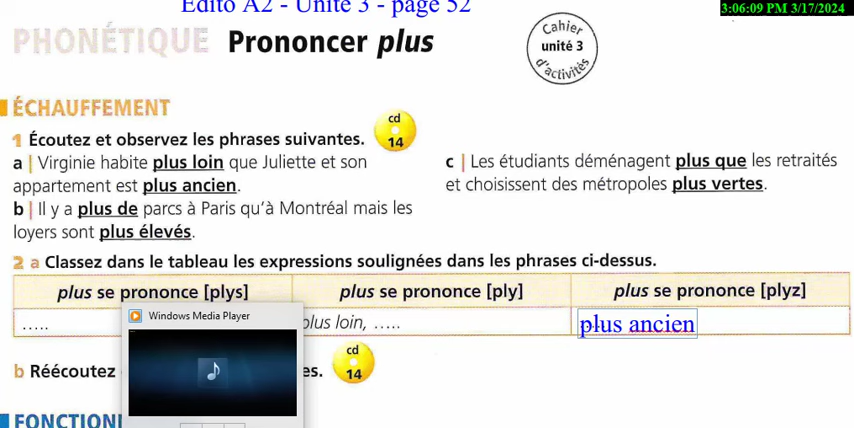 Edito A2 - Unité 3 - page 52
3:06:09 PM 3/17/2024
PHONÉTIQUE Prononcer plus
Cahier
unité 3
d'activités
ÉCHAUFFEMENT
1 Écoutez et observez les phrases suivantes.
cd
14
a | Virginie habite plus loin que Juliette et son
appartement est plus ancien.
b | Il y a plus de parcs à Paris qu'à Montréal mais les
loyers sont plus élevés.
c | Les étudiants déménagent plus que les retraités
et choisissent des métropoles plus vertes.
2 a Classez dans le tableau les expressions soulignées dans les phrases ci-dessus.
plus se prononce [plys]
plus se prononce [ply]
plus se prononce [plyz]
.....
plus loin, .....
plus ancien
Windows Media Player
b Réécoutez
es.
cd
14